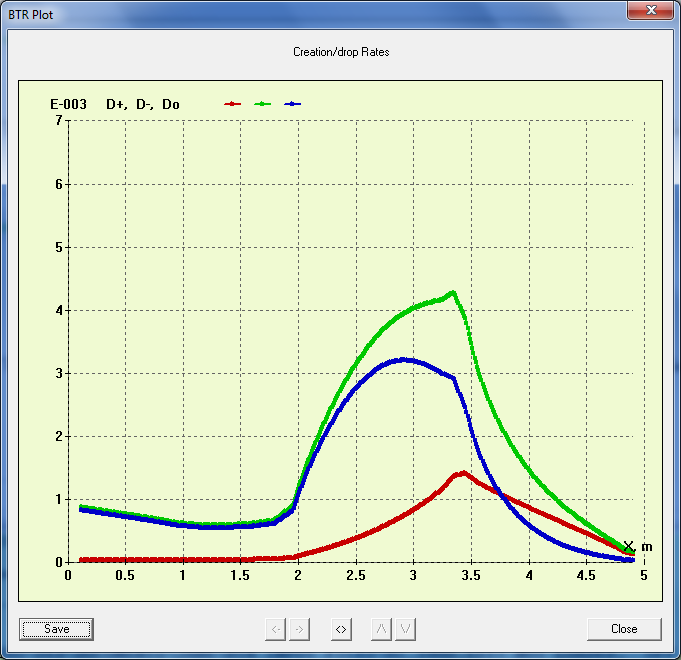 BTR Plot
Creation/drop Rates
E-003 D+, D-, Do
7
6
5
4
3
2
1
0
X, m
0 0.5 1 1.5 2 2.5 3 3.5 4 4.5 5
Save <- -> <> /\ \/ Close